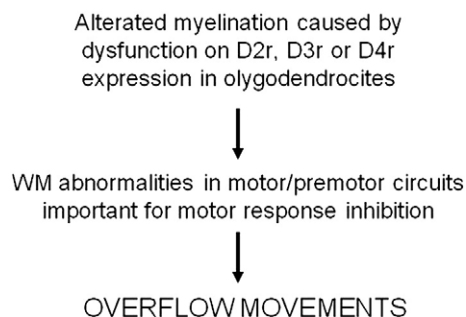 Altered myelination caused by
dysfunction on D2r, D3r or D4r
expression in olygodendrocites
WM abnormalities in motor/premotor circuits
important for motor response inhibition
OVERFLOW MOVEMENTS